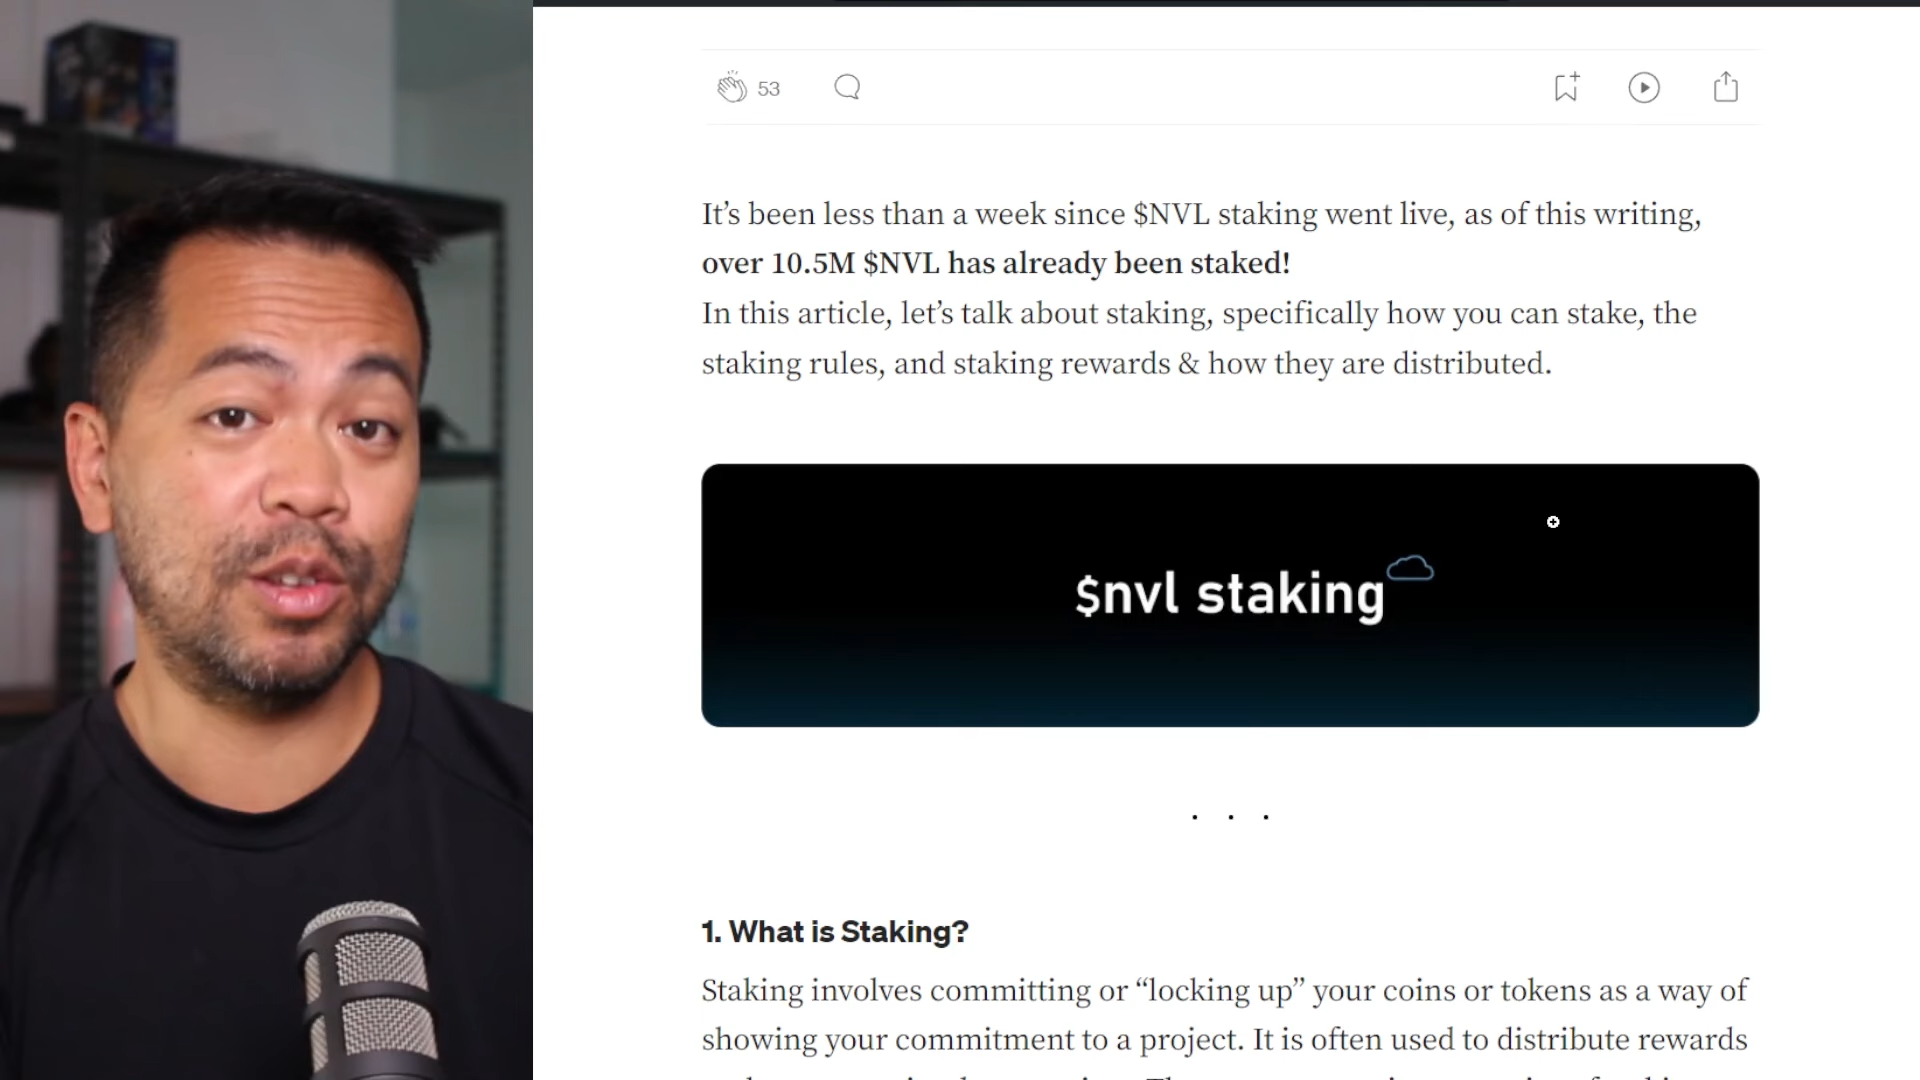 53
It’s been less than a week since $NVL staking went live, as of this writing,
over 10.5M $NVL has already been staked!
In this article, let’s talk about staking, specifically how you can stake, the
staking rules, and staking rewards & how they are distributed.
$nvl staking
. . .
1. What is Staking?
Staking involves committing or “locking up” your coins or tokens as a way of
showing your commitment to a project. It is often used to distribute rewards